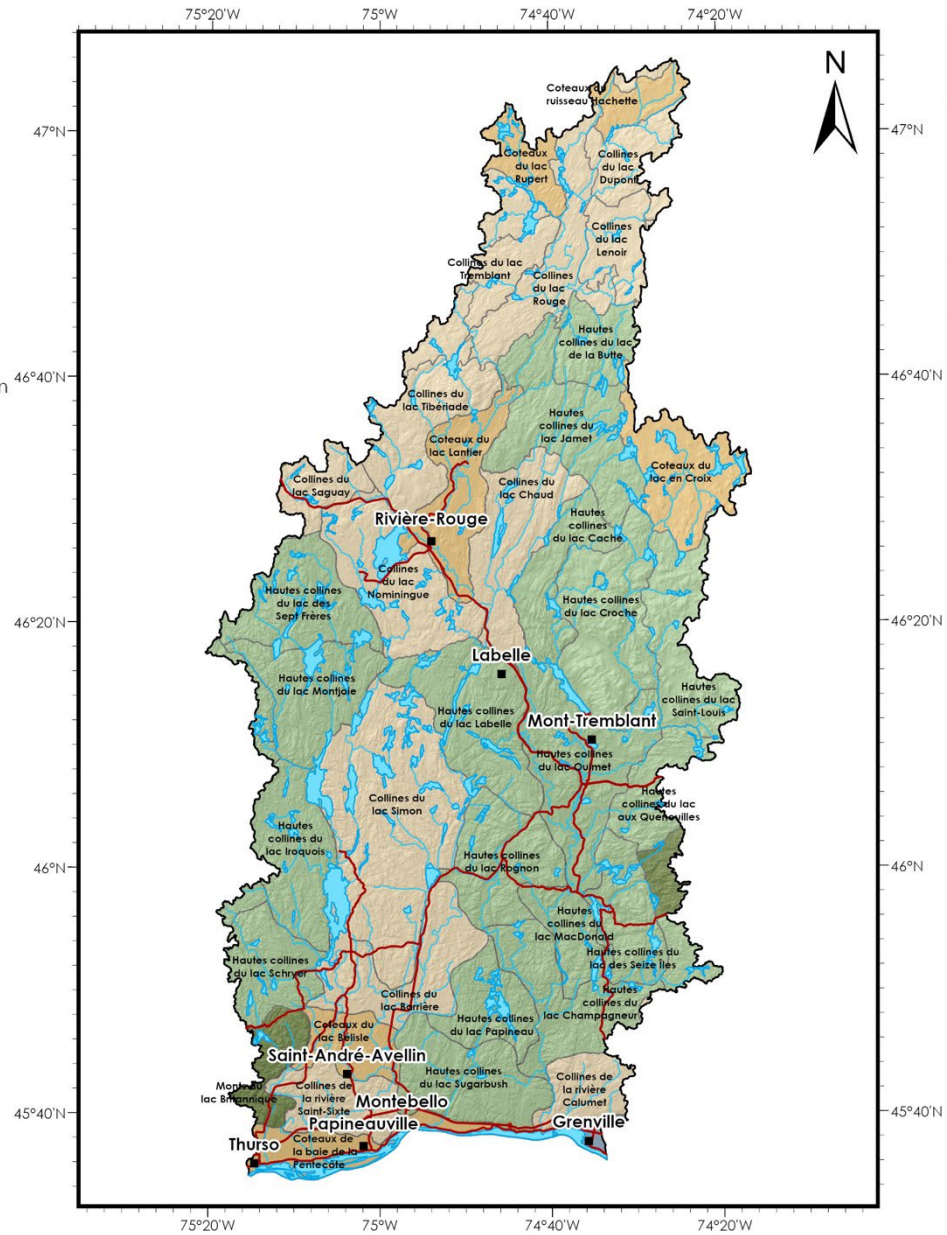 75°20'W 75°W 74°40'W 74°20'W
N
Coteaux du
ruisseau Hachette
47°N 47°N
Coteaux
du lac
Rupert
Collines
du lac
Dupont
Collines
du lac
Lenoir
Collines du lac
Tremblant
Collines
du lac
Rouge
Hautes
collines du lac
de la Butte
46°40'N 46°40'N
n
Collines du
lac Tibériade
Hautes
collines du
lac Jamet
Coteaux du
lac Lantier
Coteaux du
lac en Croix
Collines du
lac Saguay
Collines du
lac Chaud
Rivière-Rouge
Hautes
collines
du lac Caché
Collines
du lac
Nominingue
Hautes collines
du lac des
Sept Frères
Hautes collines
du lac Croche
46°20'N 46°20'N
Labelle
Hautes collines
du lac Montjoie
Hautes
collines du lac
Saint-Louis
Hautes collines
du lac Labelle
Mont-Tremblant
Hautes collines
du lac Ouimet
Hautes
collines du lac
aux Quenouilles
Collines du
lac Simon
Hautes
collines du
lac Iroquois
Hautes collines
du lac Rognon
46°N 46°N
Hautes
collines du
lac MacDonald
Hautes collines du
lac des Seize Îles
Hautes collines
du lac Schryer
Hautes
collines du
lac Champagneur
Collines du
lac Barrière
Hautes collines
du lac Papineau
Coteaux du
lac Bélisle
Saint-André-Avellin
Hautes collines
du lac Sugarbush
Collines de
la rivière
Calumet
Monts du
lac Britannique
Collines de
la rivière
Saint-Sixte
Montebello
45°40'N 45°40'N
Papineauville
Grenville
Thurso
Coteaux de
la baie de la
Pentecôte
75°20'W 75°W 74°40'W 74°20'W